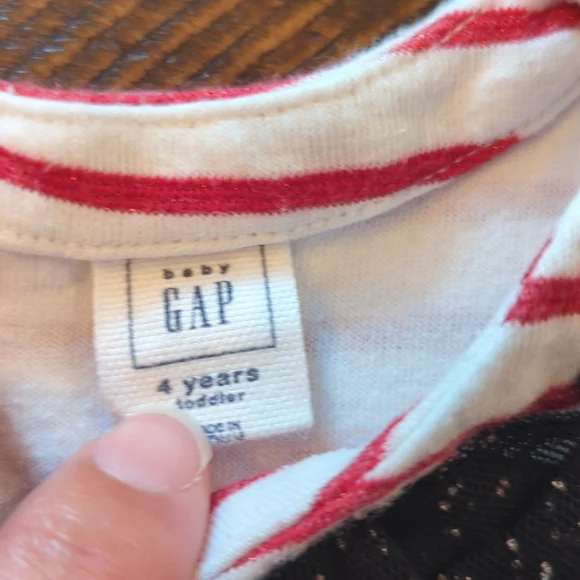 baby
GAP
4 years
toddler